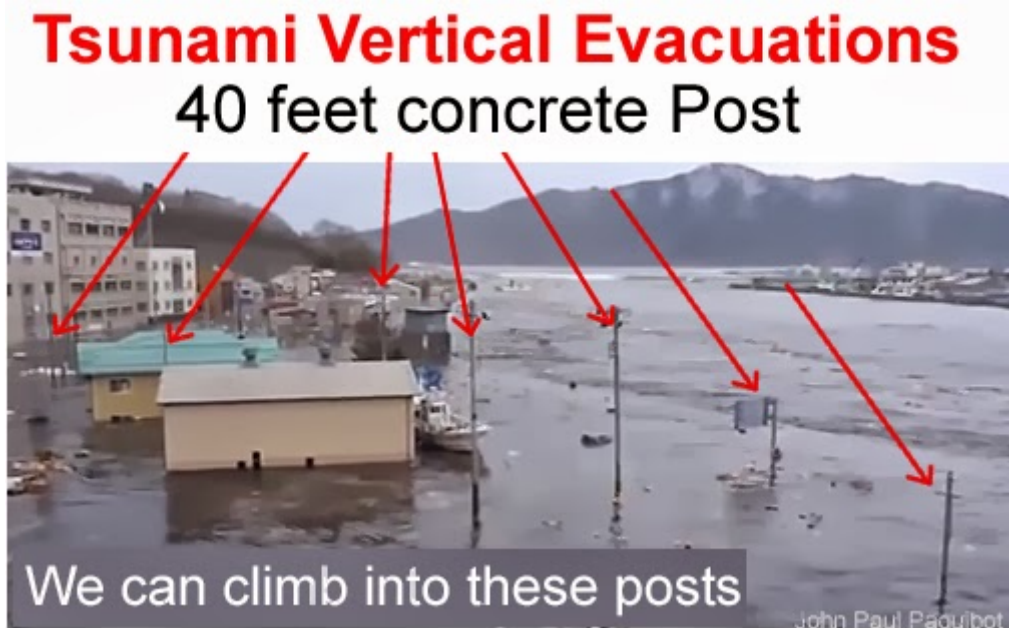 Tsunami Vertical Evacuations
40 feet concrete Post
We can climb into these posts
John Paul Paquibot